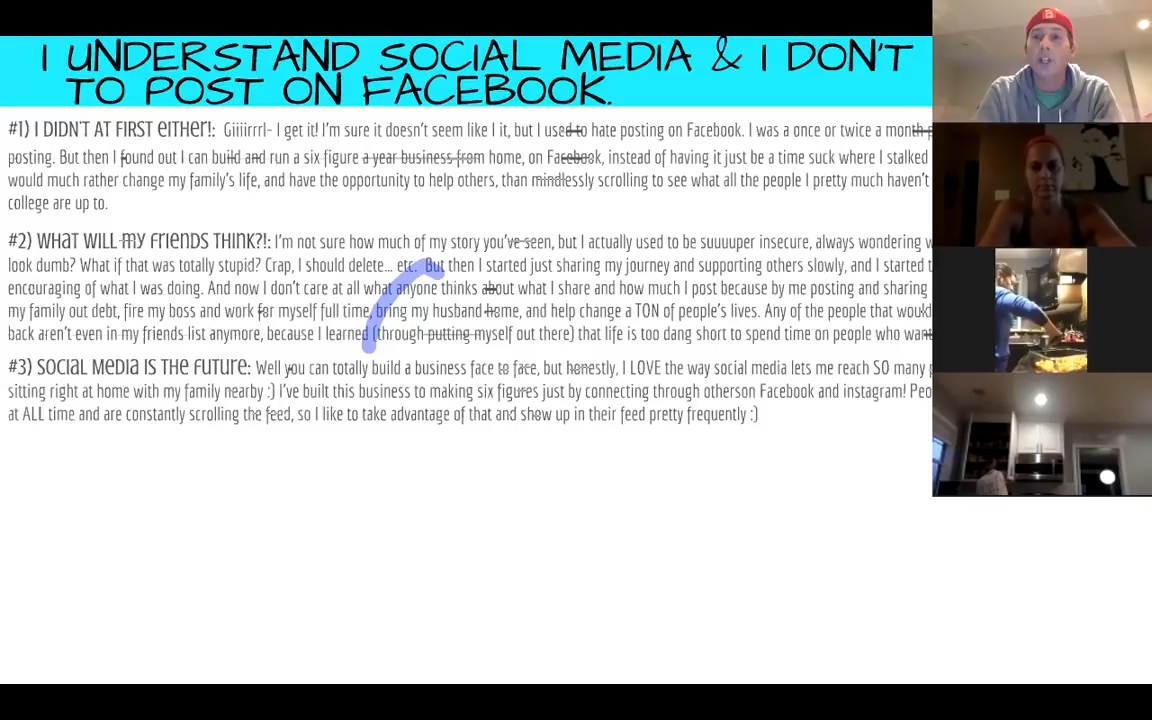 I UNDERSTAND SOCIAL MEDIA & I DON'T
TO POST ON FACEBOOK.
#1) I DIDN'T AT FIRST EITHER!: Giiiirrrl- I get it! I'm sure it doesn't seem like I it, but I used to hate posting on Facebook. I was a once or twice a month
posting. But then I found out I can build and run a six figure a year business from home, on Facebook, instead of having it just be a time suck where I stalked
would much rather change my family's life, and have the opportunity to help others, than mindlessly scrolling to see what all the people I pretty much haven't
college are up to.
#2) WHAT WILL MY FRIENDS THINK?!: I'm not sure how much of my story you've seen, but I actually used to be suuuuper insecure, always wondering
look dumb? What if that was totally stupid? Crap, I should delete... etc. But then I started just sharing my journey and supporting others slowly, and I started
encouraging of what I was doing. And now I don't care at all what anyone thinks about what I share and how much I post because by me posting and sharing
my family out debt, fire my boss and work for myself full time, bring my husband home, and help change a TON of people's lives. Any of the people that would
back aren't even in my friends list anymore, because I learned (through putting myself out there) that life is too dang short to spend time on people who
#3) SOCIAL MEDIA IS THE FUTURE: Well you can totally build a business face to face, but honestly, I LOVE the way social media lets me reach SO many
sitting right at home with my family nearby :) I've built this business to making six figures just by connecting through otherson Facebook and instagram!
at ALL time and are constantly scrolling the feed, so I like to take advantage of that and show up in their feed pretty frequently :)